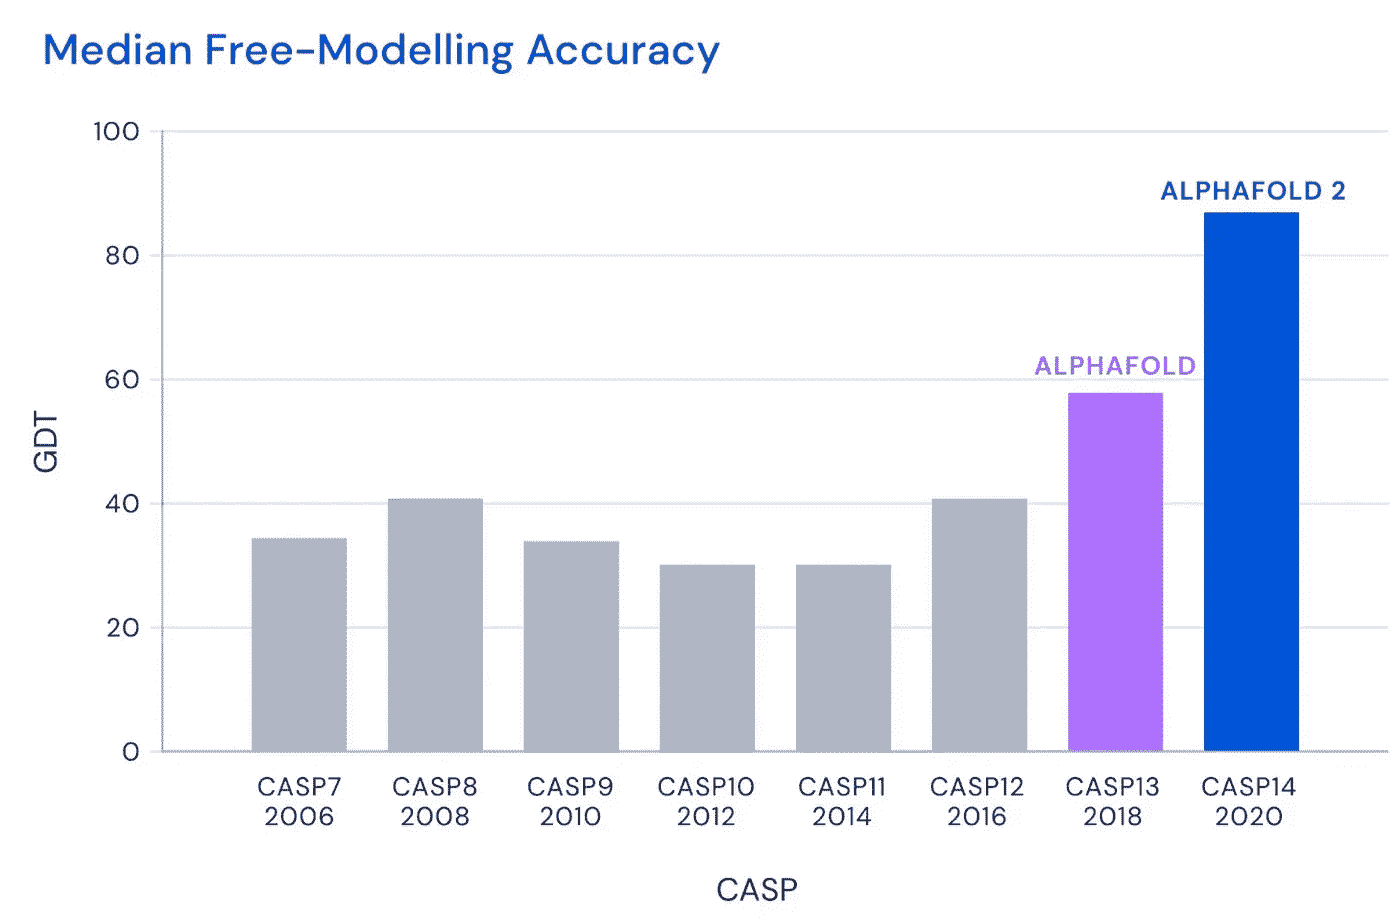 Median Free-Modelling Accuracy
100
ALPHAFOLD 2
80
ALPHAFOLD
60
GDT
40
20
0
CASP7 CASP8 CASP9 CASP10 CASP11 CASP12 CASP13 CASP14
2006 2008 2010 2012 2014 2016 2018 2020
CASP